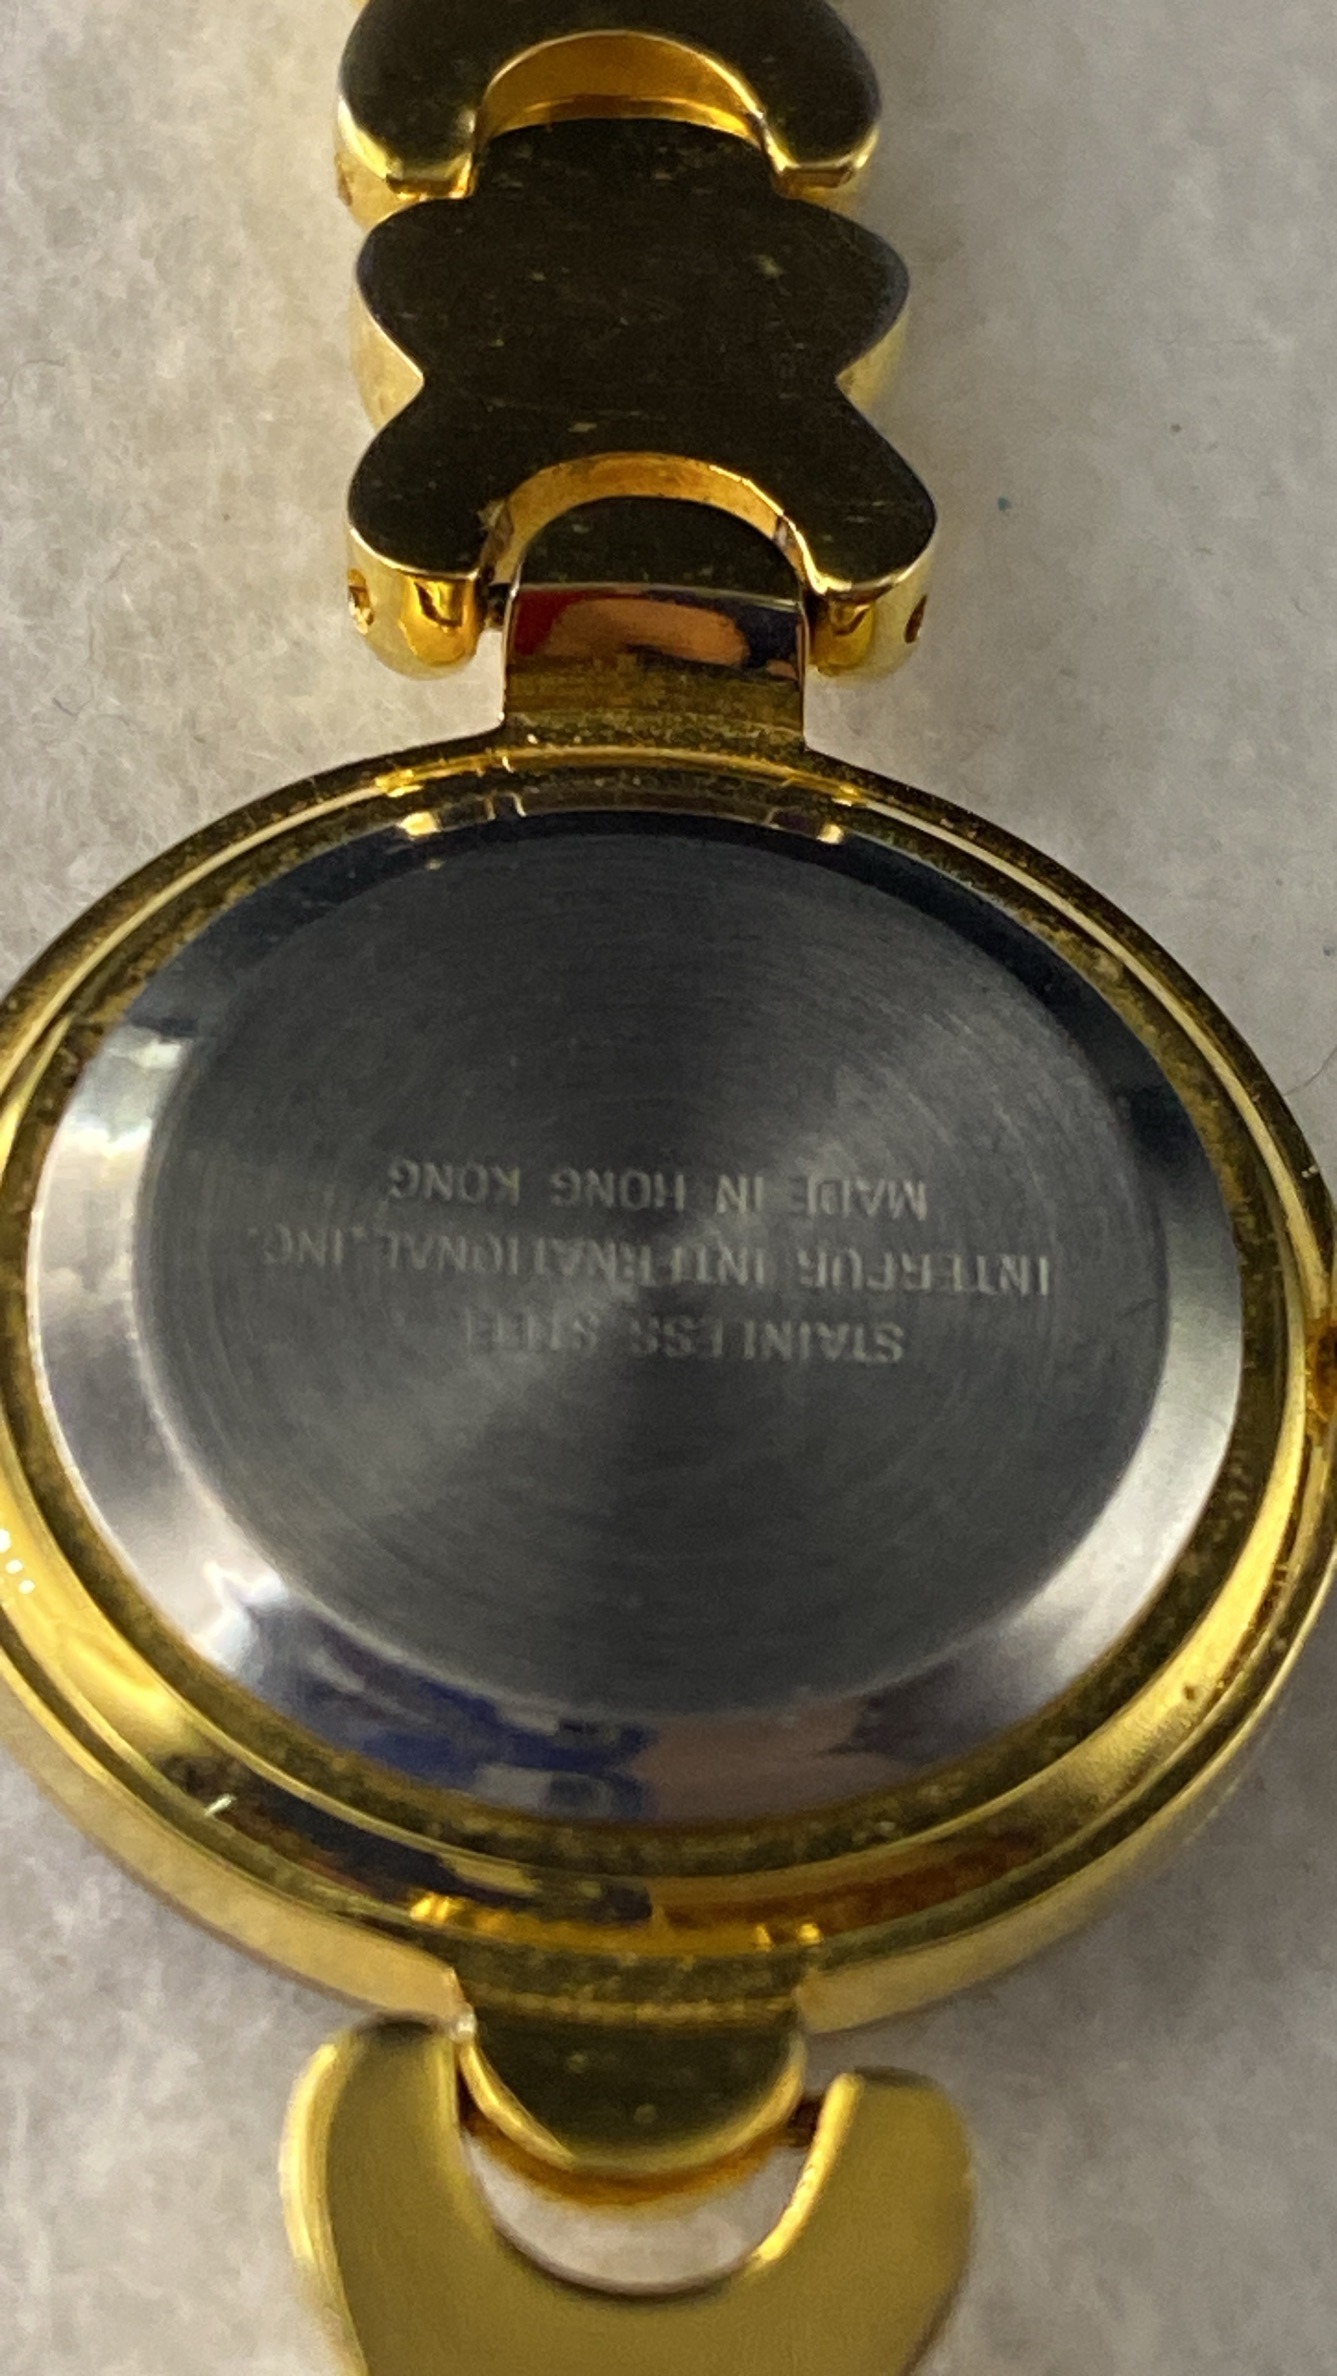 STAINLESS STEEL
INTERFUR INTERNATIONAL.INC.
MADE IN HONG KONG